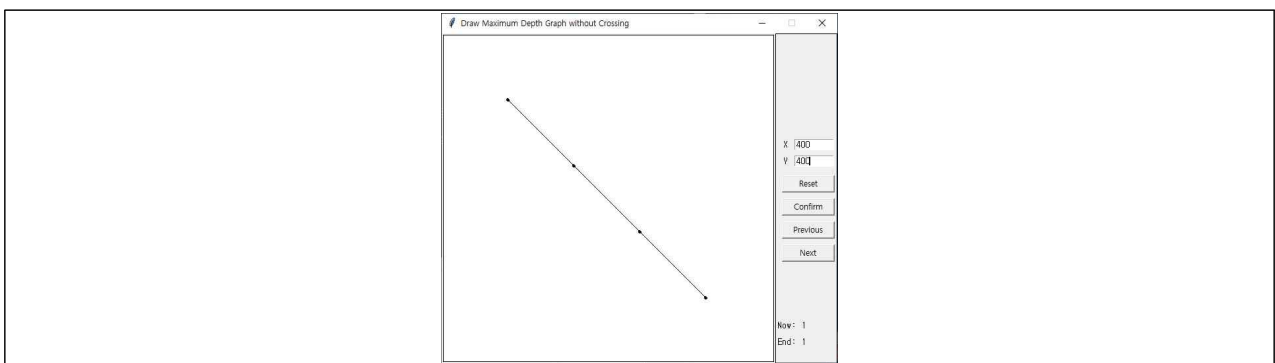 Draw Maximum Depth Graph without Crossing
X 400
Y 400
Reset
Confirm
Previous
Next
Now: 1
End: 1